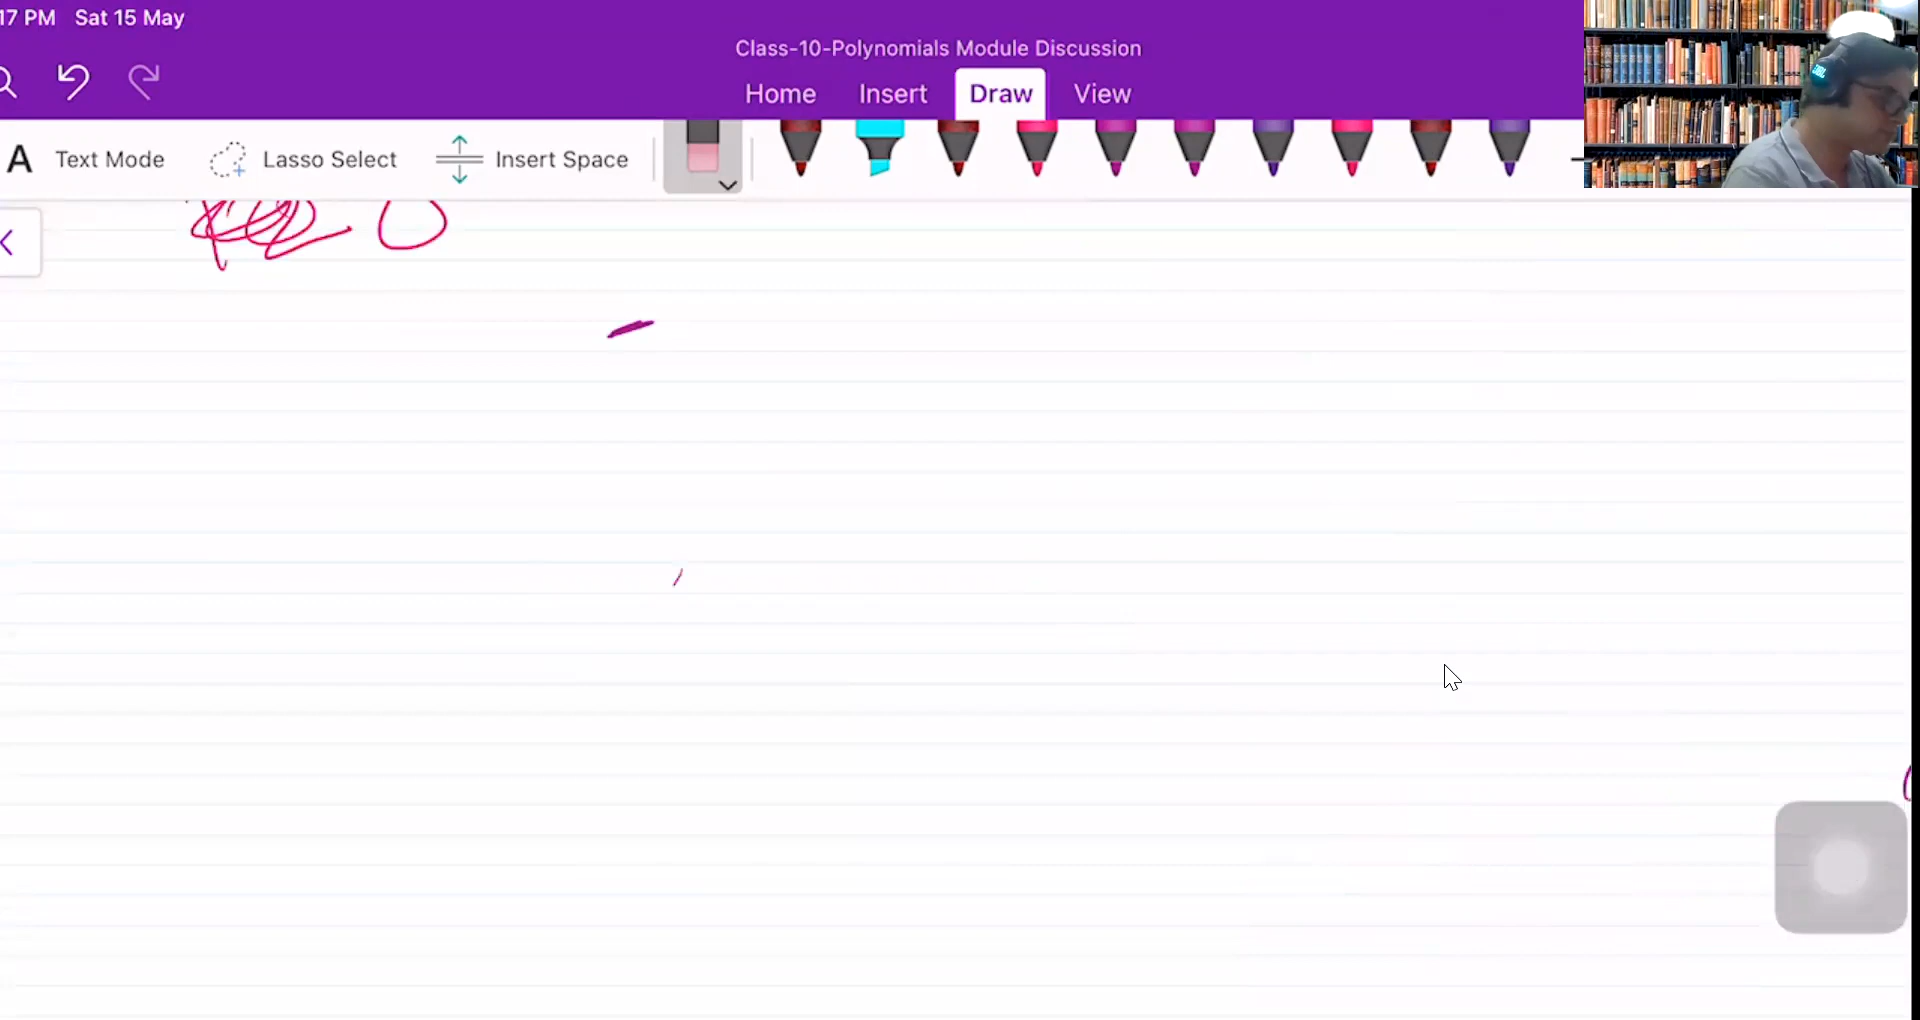 17 PM Sat 15 May
Class-10-Polynomials Module Discussion
Home Insert Draw View
A Text Mode Lasso Select Insert Space